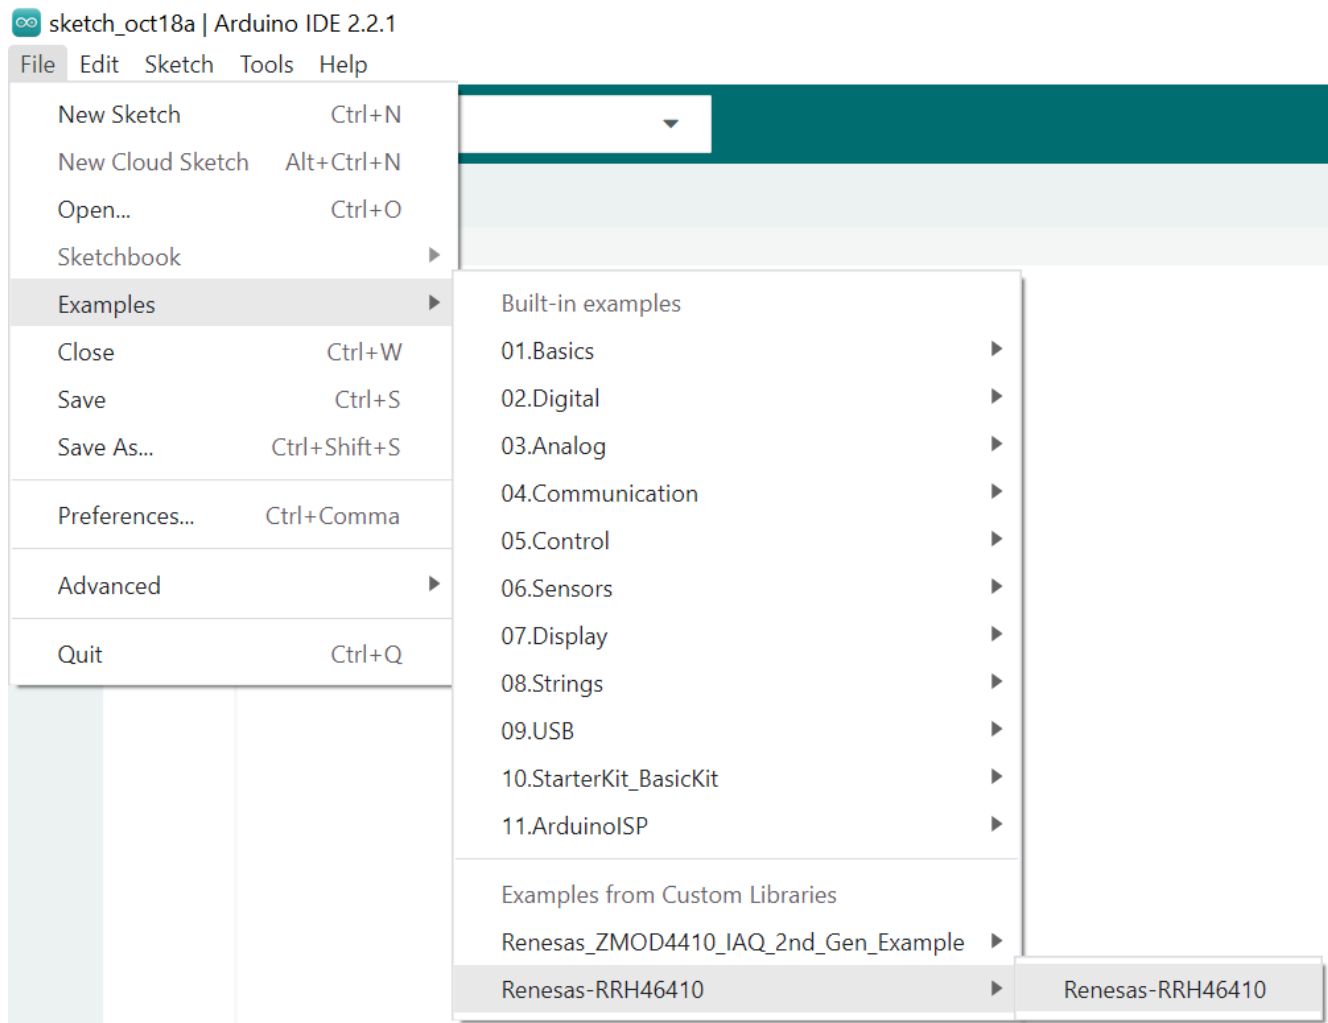 sketch_oct18a | Arduino IDE 2.2.1
File Edit Sketch Tools Help
New Sketch Ctrl+N
New Cloud Sketch Alt+Ctrl+N
Open... Ctrl+O
Sketchbook
Examples
Close Ctrl+W
Save Ctrl+S
Save As... Ctrl+Shift+S
Preferences... Ctrl+Comma
Advanced
Quit Ctrl+Q
Built-in examples
01.Basics
02.Digital
03.Analog
04.Communication
05.Control
06.Sensors
07.Display
08.Strings
09.USB
10.StarterKit_BasicKit
11.ArduinoISP
Examples from Custom Libraries
Renesas_ZMOD4410_IAQ_2nd_Gen_Example
Renesas-RRH46410
Renesas-RRH46410